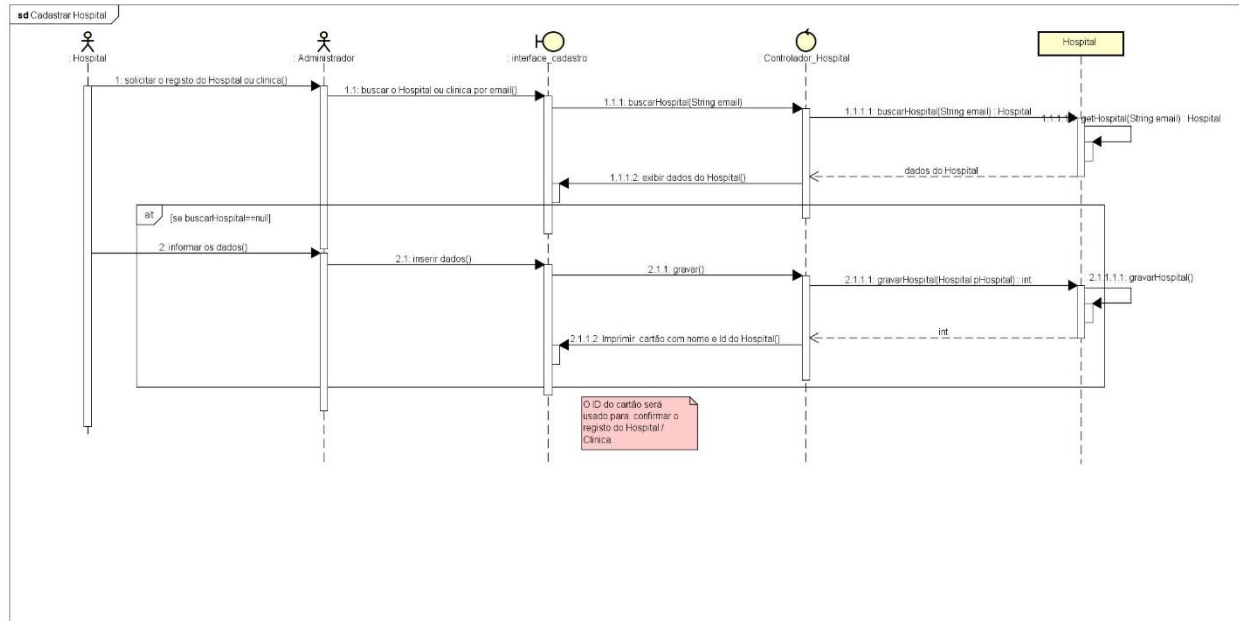 sd Cadastrar Hospital
: Hospital
: Administrador
: interface_cadastro
: Controlador_Hospital
Hospital
1: solicitar o registo do Hospital ou clinica()
1.1: buscar o Hospital ou clinica por email()
1.1.1: buscarHospital(String email)
1.1.1.1: buscarHospital(String email) : Hospital
getHospital(String email) : Hospital
dados do Hospital
1.1.1.2: exibir dados do Hospital()
alt
[se buscarHospital==null]
2: informar os dados()
2.1: inserir dados()
2.1.1: gravar()
2.1.1.1: gravarHospital(Hospital pHospital) : int
2.1.1.1.1: gravarHospital()
int
2.1.1.2: Imprimir cartão com nome e Id do Hospital()
O ID do cartão será
usado para confirmar o
registo do Hospital /
Clinica.